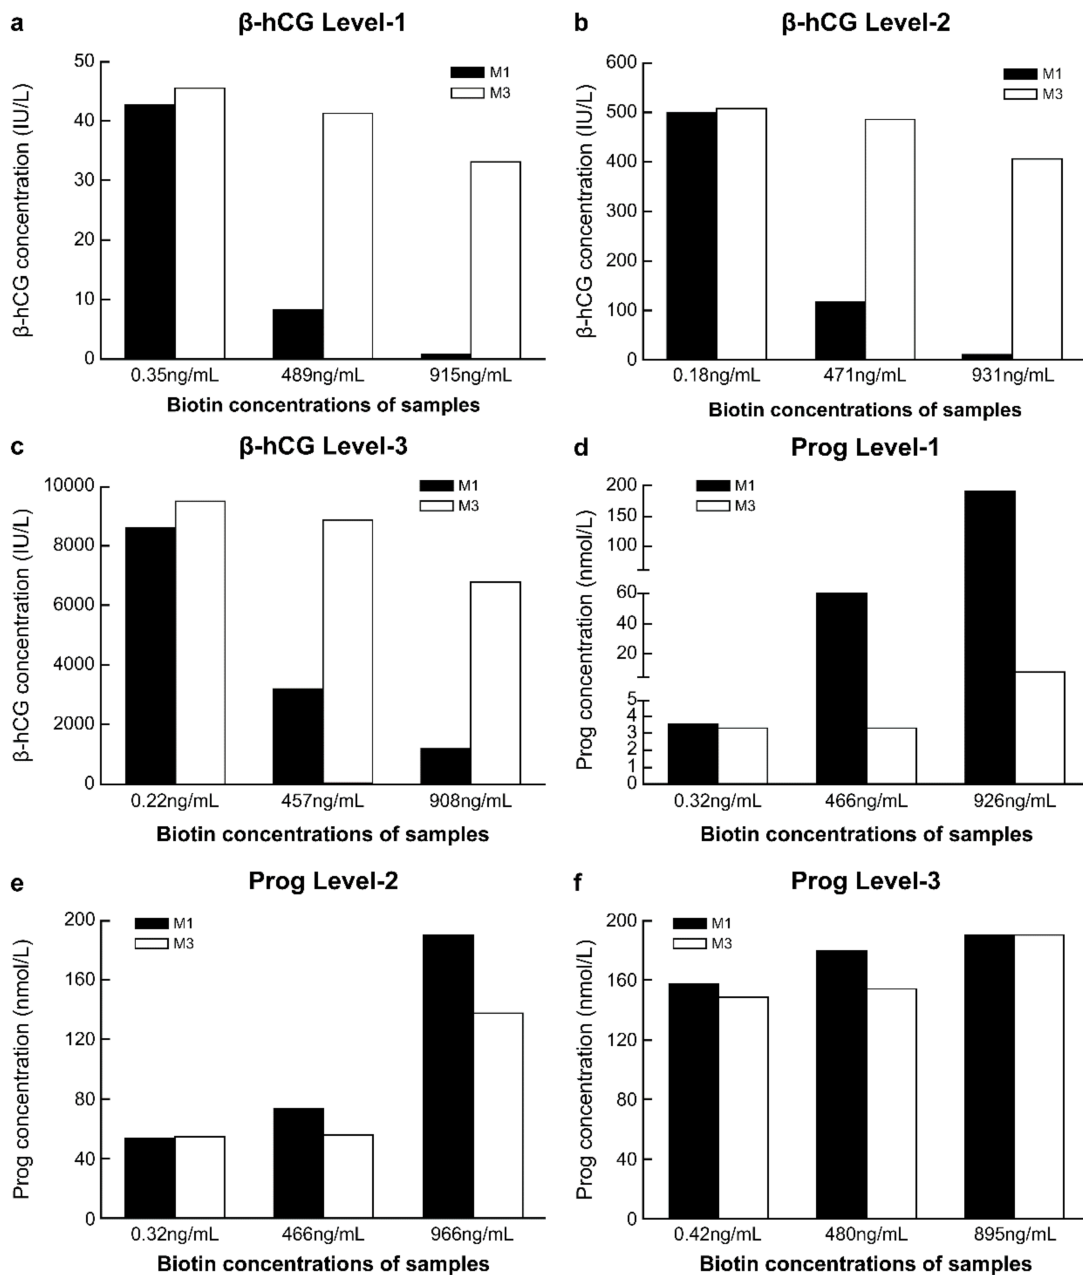 a
β-hCG Level-1
β-hCG concentration (IU/L)
50
40
30
20
10
0
M1
M3
0.35ng/mL 489ng/mL 915ng/mL
Biotin concentrations of samples
b
β-hCG Level-2
β-hCG concentration (IU/L)
600
500
400
300
200
100
0
M1
M3
0.18ng/mL 471ng/mL 931ng/mL
Biotin concentrations of samples
c
β-hCG Level-3
β-hCG concentration (IU/L)
10000
8000
6000
4000
2000
0
M1
M3
0.22ng/mL 457ng/mL 908ng/mL
Biotin concentrations of samples
d
Prog Level-1
Prog concentration (nmol/L)
200
150
100
60
20
5
4
3
2
1
0
M1
M3
0.32ng/mL 466ng/mL 926ng/mL
Biotin concentrations of samples
e
Prog Level-2
Prog concentration (nmol/L)
200
160
120
80
40
0
M1
M3
0.32ng/mL 466ng/mL 966ng/mL
Biotin concentrations of samples
f
Prog Level-3
Prog concentration (nmol/L)
200
160
120
80
40
0
M1
M3
0.42ng/mL 480ng/mL 895ng/mL
Biotin concentrations of samples